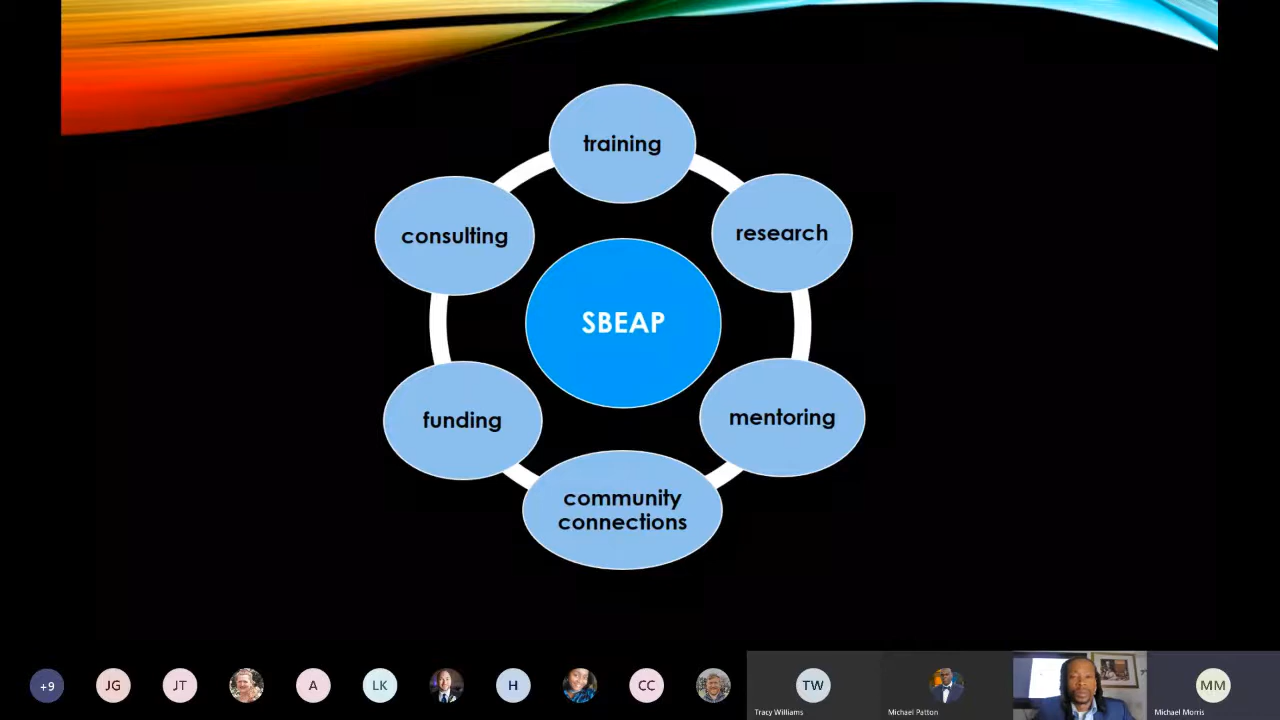 training
consulting
research
SBEAP
funding
mentoring
community
connections
+9
JG
JT
A
LK
H
CC
TW
MM
Tracy Williams
Michael Patton
Michael Morris